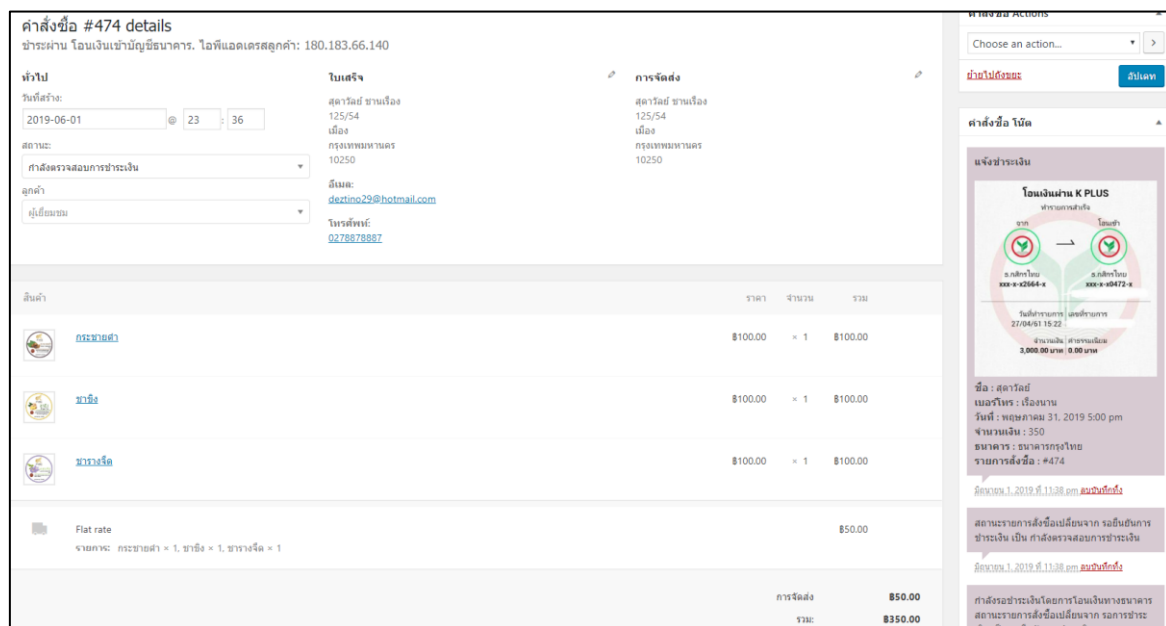 คำสั่งซื้อ #474 details
ชำระผ่าน โอนเงินเข้าบัญชีธนาคาร. ไอพีแอดเดรสลูกค้า: 180.183.66.140
ทั่วไป
วันที่สร้าง:
2019-06-01 @ 23 : 36
สถานะ:
กำลังตรวจสอบการชำระเงิน
ลูกค้า
ผู้เยี่ยมชม
ใบเสร็จ
สุดาวัลย์ ชานเรือง
125/54
เมือง
กรุงเทพมหานคร
10250
อีเมล:
deztino29@hotmail.com
โทรศัพท์:
0278878887
การจัดส่ง
สุดาวัลย์ ชานเรือง
125/54
เมือง
กรุงเทพมหานคร
10250
สินค้า ราคา จำนวน รวม
กระชายดำ ฿100.00 × 1 ฿100.00
ชาขิง ฿100.00 × 1 ฿100.00
ชารางจืด ฿100.00 × 1 ฿100.00
Flat rate ฿50.00
รายการ: กระชายดำ × 1, ชาขิง × 1, ชารางจืด × 1
การจัดส่ง ฿50.00
รวม: ฿350.00
คำสั่งซื้อ Actions
Choose an action...
ย้ายไปถังขยะ อัปเดท
คำสั่งซื้อ โน๊ต
แจ้งชำระเงิน
โอนเงินผ่าน K PLUS
ทำรายการสำเร็จ
จาก โอนเข้า
ธ.กสิกรไทย ธ.กสิกรไทย
xxx-x-x2564-x xxx-x-x0472-x
วันที่ทำรายการ เลขที่รายการ
27/04/61 15:22
จำนวนเงิน ค่าธรรมเนียม
3,000.00 บาท 0.00 บาท
ชื่อ : สุดาวัลย์
เบอร์โทร : เรืองนาน
วันที่ : พฤษภาคม 31, 2019 5:00 pm
จำนวนเงิน : 350
ธนาคาร : ธนาคารกรุงไทย
รายการสั่งซื้อ : #474
มิถุนายน 1, 2019 ที่ 11:38 pm ลบบันทึกทิ้ง
สถานะรายการสั่งซื้อเปลี่ยนจาก รอยืนยันการ
ชำระเงิน เป็น กำลังตรวจสอบการชำระเงิน
มิถุนายน 1, 2019 ที่ 11:38 pm ลบบันทึกทิ้ง
กำลังรอชำระเงินโดยการโอนเงินทางธนาคาร
สถานะรายการสั่งซื้อเปลี่ยนจาก รอการชำระ